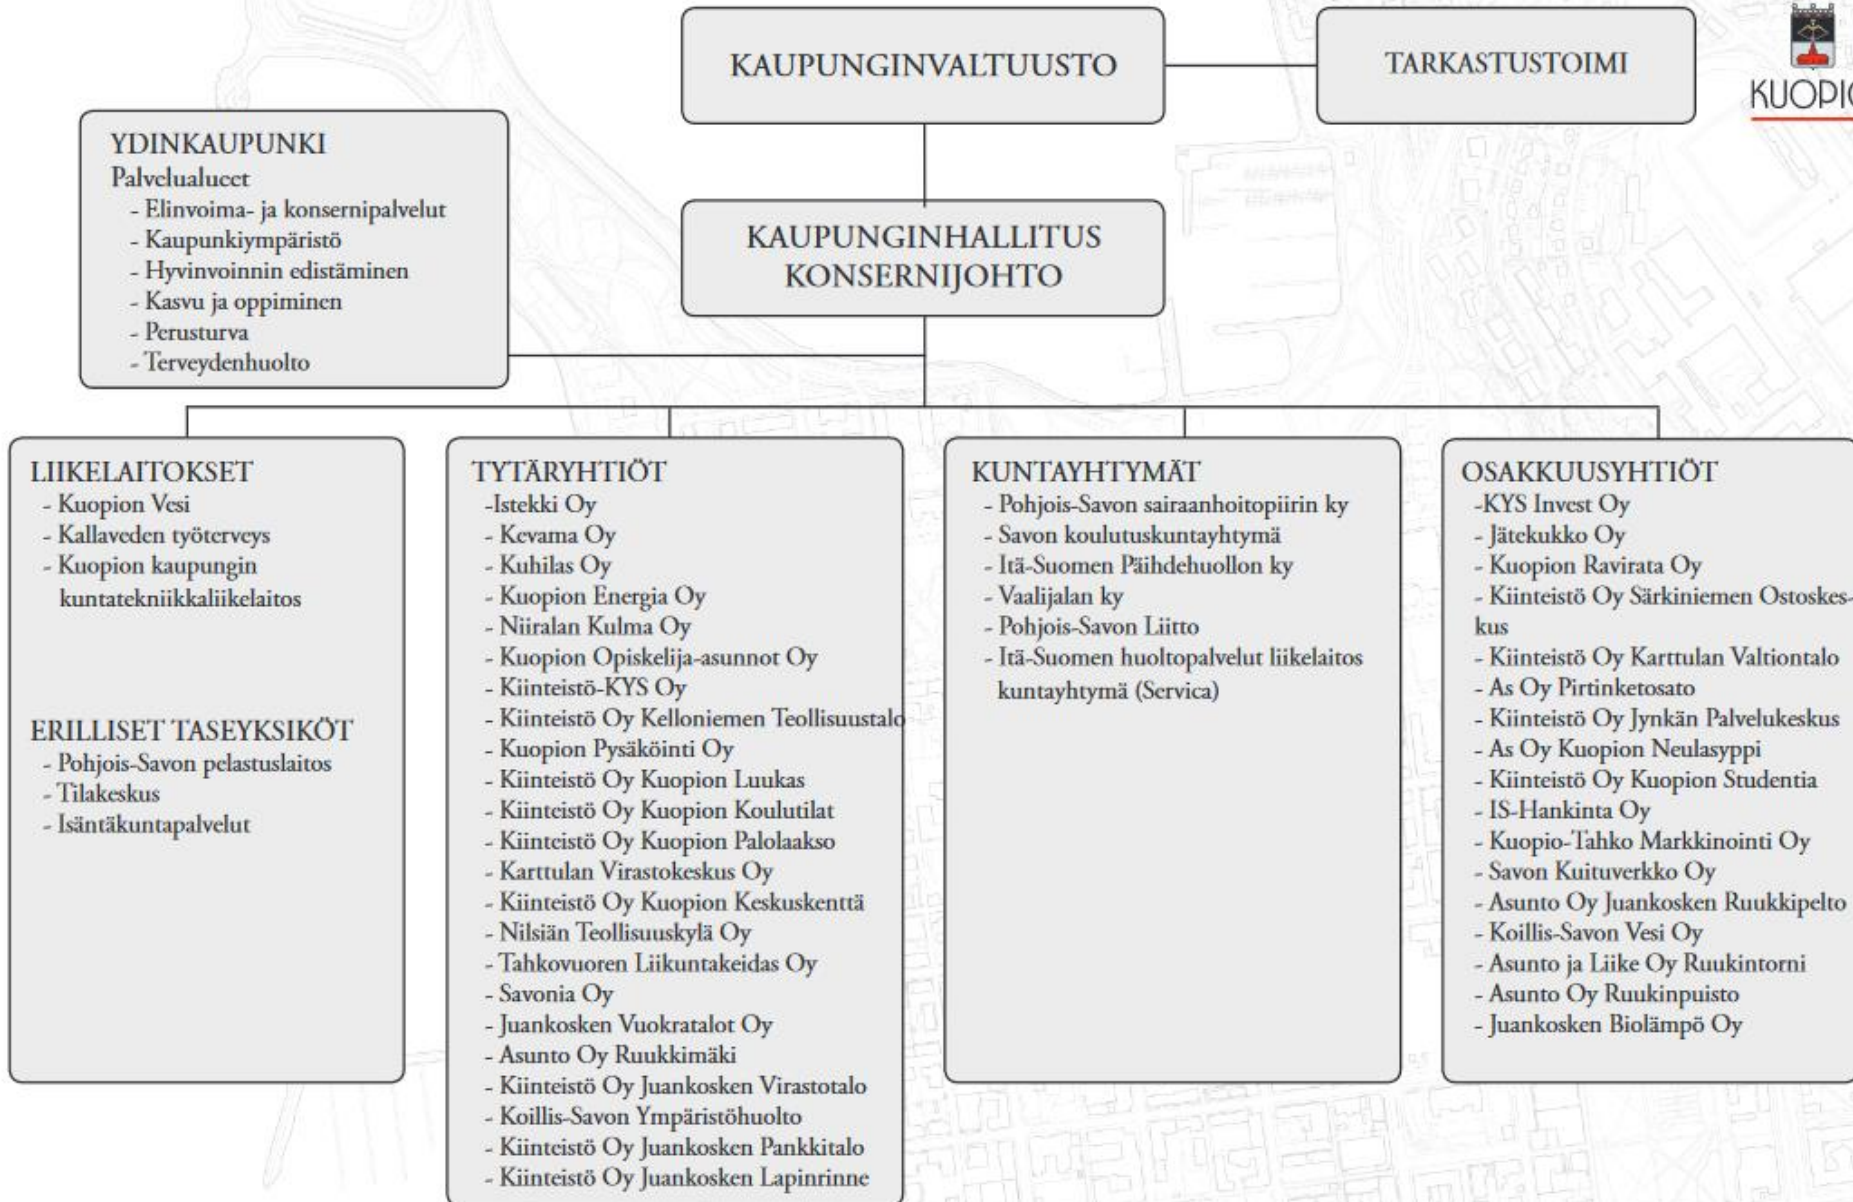 KAUPUNGINVALTUUSTO
TARKASTUSTOIMI
KUOPIO
YDINKAUPUNKI
Palvelualueet
- Elinvoima- ja konsernipalvelut
- Kaupunkiympäristö
- Hyvinvoinnin edistäminen
- Kasvu ja oppiminen
- Perusturva
- Terveydenhuolto
KAUPUNGINHALLITUS
KONSERNIJOHTO
LIIKELAITOKSET
- Kuopion Vesi
- Kallaveden työterveys
- Kuopion kaupungin
kuntatekniikkaliikelaitos
ERILLISET TASEYKSIKÖT
- Pohjois-Savon pelastuslaitos
- Tilakeskus
- Isäntäkuntapalvelut
TYTÄRYHTIÖT
-Istekki Oy
- Kevama Oy
- Kuhilas Oy
- Kuopion Energia Oy
- Niiralan Kulma Oy
- Kuopion Opiskelija-asunnot Oy
- Kiinteistö-KYS Oy
- Kiinteistö Oy Kelloniemen Teollisuustalo
- Kuopion Pysäköinti Oy
- Kiinteistö Oy Kuopion Luukas
- Kiinteistö Oy Kuopion Koulutilat
- Kiinteistö Oy Kuopion Palolaakso
- Karttulan Virastokeskus Oy
- Kiinteistö Oy Kuopion Keskuskenttä
- Nilsiän Teollisuuskylä Oy
- Tahkovuoren Liikuntakeidas Oy
- Savonia Oy
- Juankosken Vuokratalot Oy
- Asunto Oy Ruukkimäki
- Kiinteistö Oy Juankosken Virastotalo
- Koillis-Savon Ympäristöhuolto
- Kiinteistö Oy Juankosken Pankkitalo
- Kiinteistö Oy Juankosken Lapinrinne
KUNTAYHTYMÄT
- Pohjois-Savon sairaanhoitopiirin ky
- Savon koulutuskuntayhtymä
- Itä-Suomen Päihdehuollon ky
- Vaalijalan ky
- Pohjois-Savon Liitto
- Itä-Suomen huoltopalvelut liikelaitos
kuntayhtymä (Servica)
OSAKKUUSYHTIÖT
-KYS Invest Oy
- Jätekukko Oy
- Kuopion Ravirata Oy
- Kiinteistö Oy Särkiniemen Ostoskes-
kus
- Kiinteistö Oy Karttulan Valtiontalo
- As Oy Pirtinketosato
- Kiinteistö Oy Jynkän Palvelukeskus
- As Oy Kuopion Neulasyppi
- Kiinteistö Oy Kuopion Studentia
- IS-Hankinta Oy
- Kuopio-Tahko Markkinointi Oy
- Savon Kuituverkko Oy
- Asunto Oy Juankosken Ruukkipelto
- Koillis-Savon Vesi Oy
- Asunto ja Liike Oy Ruukintorni
- Asunto Oy Ruukinpuisto
- Juankosken Biolämpö Oy